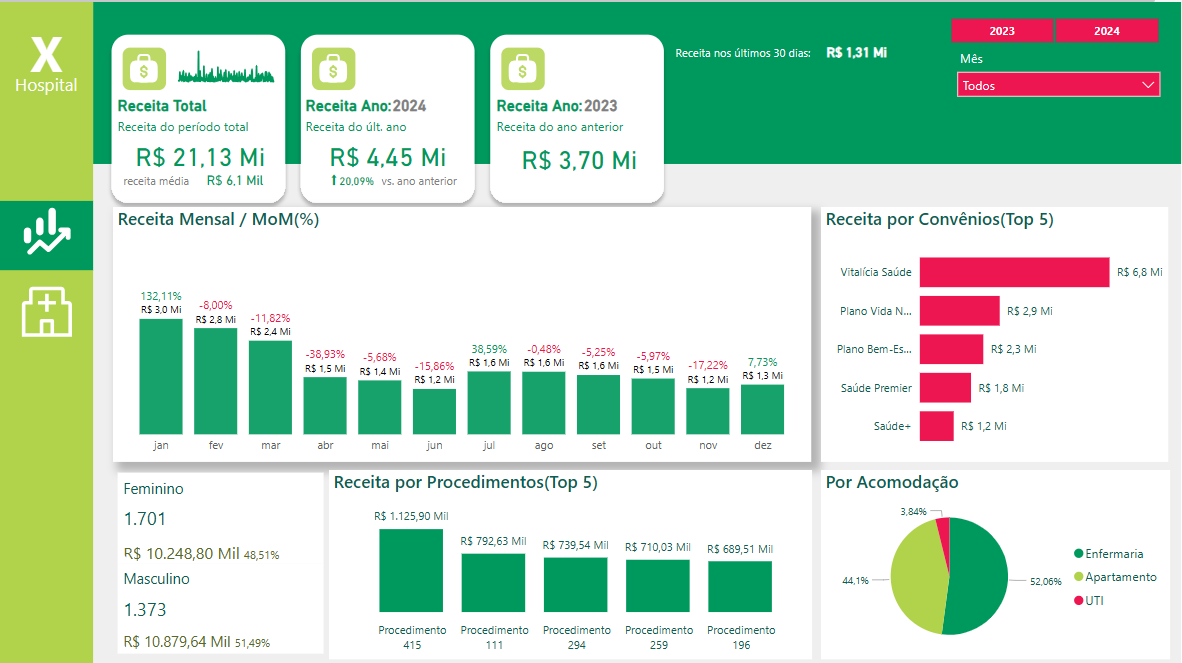 X
Hospital
$
Receita Total
Receita do período total
R$ 21,13 Mi
receita média R$ 6,1 Mil
$
Receita Ano:2024
Receita do últ. ano
R$ 4,45 Mi
⬆20,09% vs. ano anterior
$
Receita Ano:2023
Receita do ano anterior
R$ 3,70 Mi
Receita nos últimos 30 dias: R$ 1,31 Mi
2023 2024
Mês
Todos
Receita Mensal / MoM(%)
132,11%
R$ 3,0 Mi
-8,00%
R$ 2,8 Mi
-11,82%
R$ 2,4 Mi
-38,93%
R$ 1,5 Mi
-5,68%
R$ 1,4 Mi
-15,86%
R$ 1,2 Mi
38,59%
R$ 1,6 Mi
-0,48%
R$ 1,6 Mi
-5,25%
R$ 1,6 Mi
-5,97%
R$ 1,5 Mi
-17,22%
R$ 1,2 Mi
7,73%
R$ 1,3 Mi
jan fev mar abr mai jun jul ago set out nov dez
Receita por Convênios(Top 5)
Vitalícia Saúde R$ 6,8 Mi
Plano Vida N... R$ 2,9 Mi
Plano Bem-Es... R$ 2,3 Mi
Saúde Premier R$ 1,8 Mi
Saúde+ R$ 1,2 Mi
Feminino
1.701
R$ 10.248,80 Mil 48,51%
Masculino
1.373
R$ 10.879,64 Mil 51,49%
Receita por Procedimentos(Top 5)
R$ 1.125,90 Mil
R$ 792,63 Mil
R$ 739,54 Mil
R$ 710,03 Mil
R$ 689,51 Mil
Procedimento
415
Procedimento
111
Procedimento
294
Procedimento
259
Procedimento
196
Por Acomodação
3,84%
44,1%
52,06%
Enfermaria
Apartamento
UTI